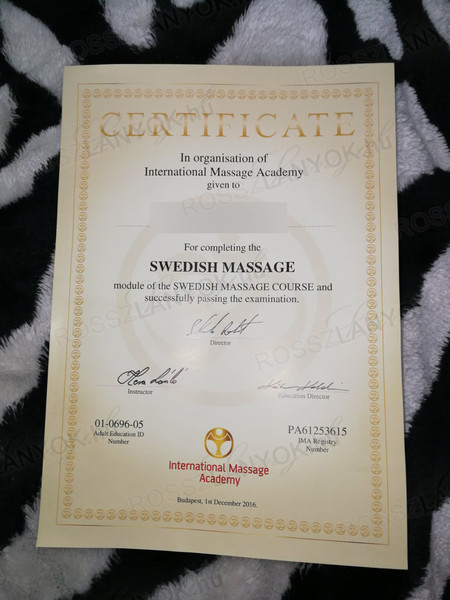 CERTIFICATE
In organisation of
International Massage Academy
given to
For completing the
SWEDISH MASSAGE
module of the SWEDISH MASSAGE COURSE and
successfully passing the examination.
Director
Instructor
Education Director
01-0696-05
Adult Education ID
Number
PA61253615
IMA Registry
Number
International Massage
Academy
Budapest, 1st December 2016.
ROSSZLANYOK.hu